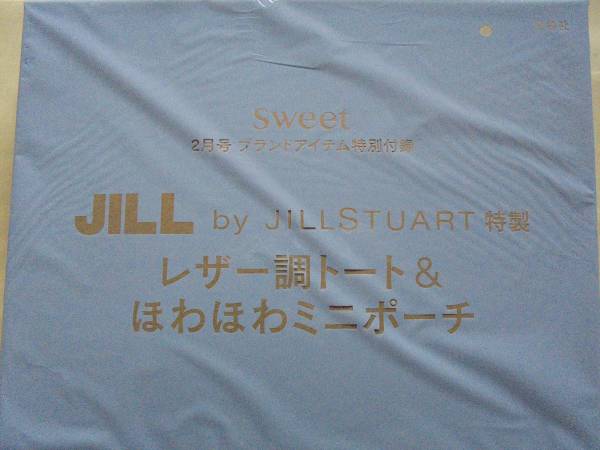 sweet
2月号 ブランドアイテム特別付録
JILL by JILLSTUART 特製
レザー調トート&
ほわほわミニポーチ